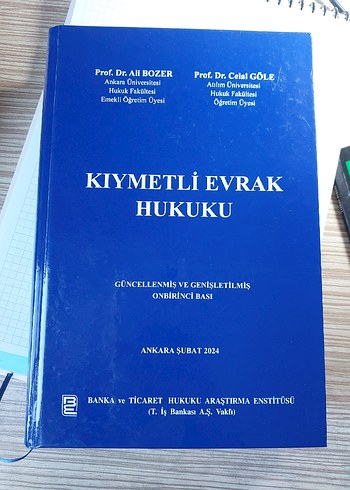 Prof. Dr. Ali BOZER
Ankara Üniversitesi
Hukuk Fakültesi
Emekli Öğretim Üyesi
Prof. Dr. Celal GÖLE
Atılım Üniversitesi
Hukuk Fakültesi
Öğretim Üyesi
KIYMETLİ EVRAK
HUKUKU
GÜNCELLENMİŞ VE GENİŞLETİLMİŞ
ONBİRİNCİ BASI
ANKARA ŞUBAT 2024
BANKA ve TİCARET HUKUKU ARAŞTIRMA ENSTİTÜSÜ
(T. İş Bankası A.Ş. Vakfı)